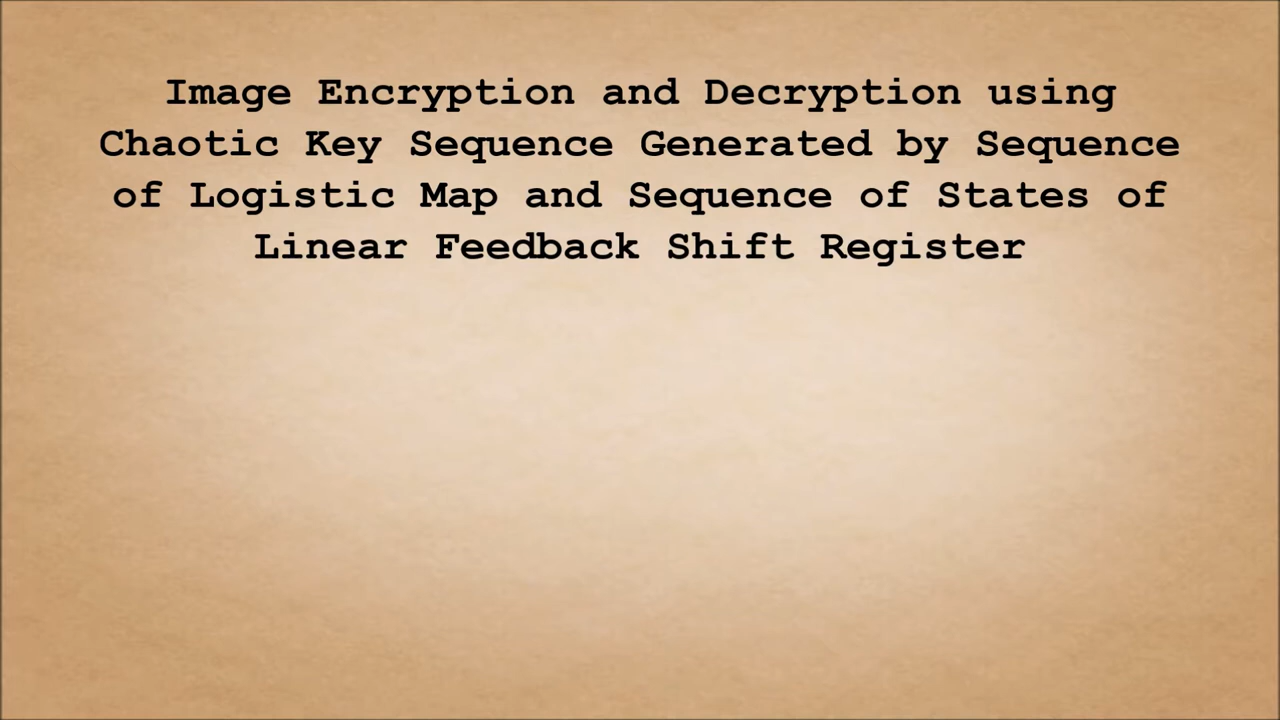 Image Encryption and Decryption using
Chaotic Key Sequence Generated by Sequence
of Logistic Map and Sequence of States of
Linear Feedback Shift Register